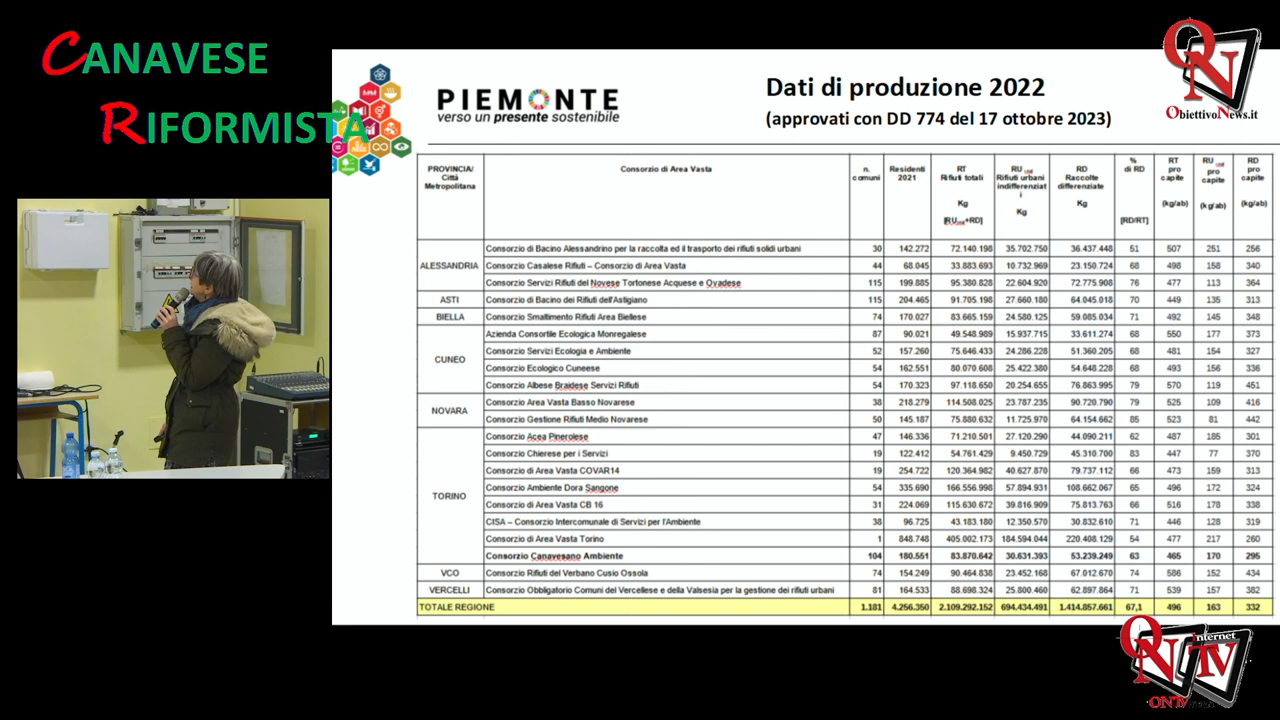 CANAVESE
RIFORMISTA
ON
ObiettivoNews.it
PIEMONTE
verso un presente sostenibile
Dati di produzione 2022
(approvati con DD 774 del 17 ottobre 2023)
PROVINCIA/ Città Metropolitana Consorzio di Area Vasta n. comuni Residenti 2021 RT Rifiuti totali Kg [RUind+RD] RU ind Rifiuti urbani indifferenziati Kg RD Raccolte differenziate Kg % di RD [RD/RT] RT pro capite (kg/ab) RU ind pro capite (kg/ab) RD pro capite (kg/ab)
ALESSANDRIA
Consorzio di Bacino Alessandrino per la raccolta ed il trasporto dei rifiuti solidi urbani 30 142.272 72.140.198 35.702.750 36.437.448 51 507 251 256
Consorzio Casalese Rifiuti – Consorzio di Area Vasta 44 68.045 33.883.693 10.732.969 23.150.724 68 498 158 340
Consorzio Servizi Rifiuti del Novese Tortonese Acquese e Ovadese 115 199.885 95.380.828 22.604.920 72.775.908 76 477 113 364
ASTI Consorzio di Bacino dei Rifiuti dell'Astigiano 115 204.465 91.705.198 27.660.180 64.045.018 70 449 135 313
BIELLA Consorzio Smaltimento Rifiuti Area Biellese 74 170.027 83.665.159 24.580.125 59.085.034 71 492 145 348
CUNEO
Azienda Consortile Ecologica Monregalese 87 90.021 49.548.989 15.937.715 33.611.274 68 550 177 373
Consorzio Servizi Ecologia e Ambiente 52 157.260 75.646.433 24.286.228 51.360.205 68 481 154 327
Consorzio Ecologico Cuneese 54 162.551 80.070.608 25.422.380 54.648.228 68 493 156 336
Consorzio Albese Braidese Servizi Rifiuti 54 170.323 97.118.650 20.254.655 76.863.995 79 570 119 451
NOVARA
Consorzio Area Vasta Basso Novarese 38 218.279 114.508.025 23.787.235 90.720.790 79 525 109 416
Consorzio Gestione Rifiuti Medio Novarese 50 145.187 75.880.632 11.725.970 64.154.662 85 523 81 442
TORINO
Consorzio Acea Pinerolese 47 146.336 71.210.501 27.120.290 44.090.211 62 487 185 301
Consorzio Chierese per i Servizi 19 122.412 54.761.429 9.450.729 45.310.700 83 447 77 370
Consorzio di Area Vasta COVAR14 19 254.722 120.364.982 40.627.870 79.737.112 66 473 159 313
Consorzio Ambiente Dora Sangone 54 335.690 166.556.998 57.894.931 108.662.067 65 496 172 324
Consorzio di Area Vasta CB 16 31 224.069 115.630.672 39.816.909 75.813.763 66 516 178 338
CISA – Consorzio Intercomunale di Servizi per l'Ambiente 38 96.725 43.183.180 12.350.570 30.832.610 71 446 128 319
Consorzio di Area Vasta Torino 1 848.748 405.002.173 184.594.044 220.408.129 54 477 217 260
Consorzio Canavesano Ambiente 104 180.551 83.870.642 30.631.393 53.239.249 63 465 170 295
VCO Consorzio Rifiuti del Verbano Cusio Ossola 74 154.249 90.464.838 23.452.168 67.012.670 74 586 152 434
VERCELLI Consorzio Obbligatorio Comuni del Vercellese e della Valsesia per la gestione dei rifiuti urbani 81 164.533 88.698.324 25.800.460 62.897.864 71 539 157 382
TOTALE REGIONE 1.181 4.256.350 2.109.292.152 694.434.491 1.414.857.661 67,1 496 163 332
ON internet TV